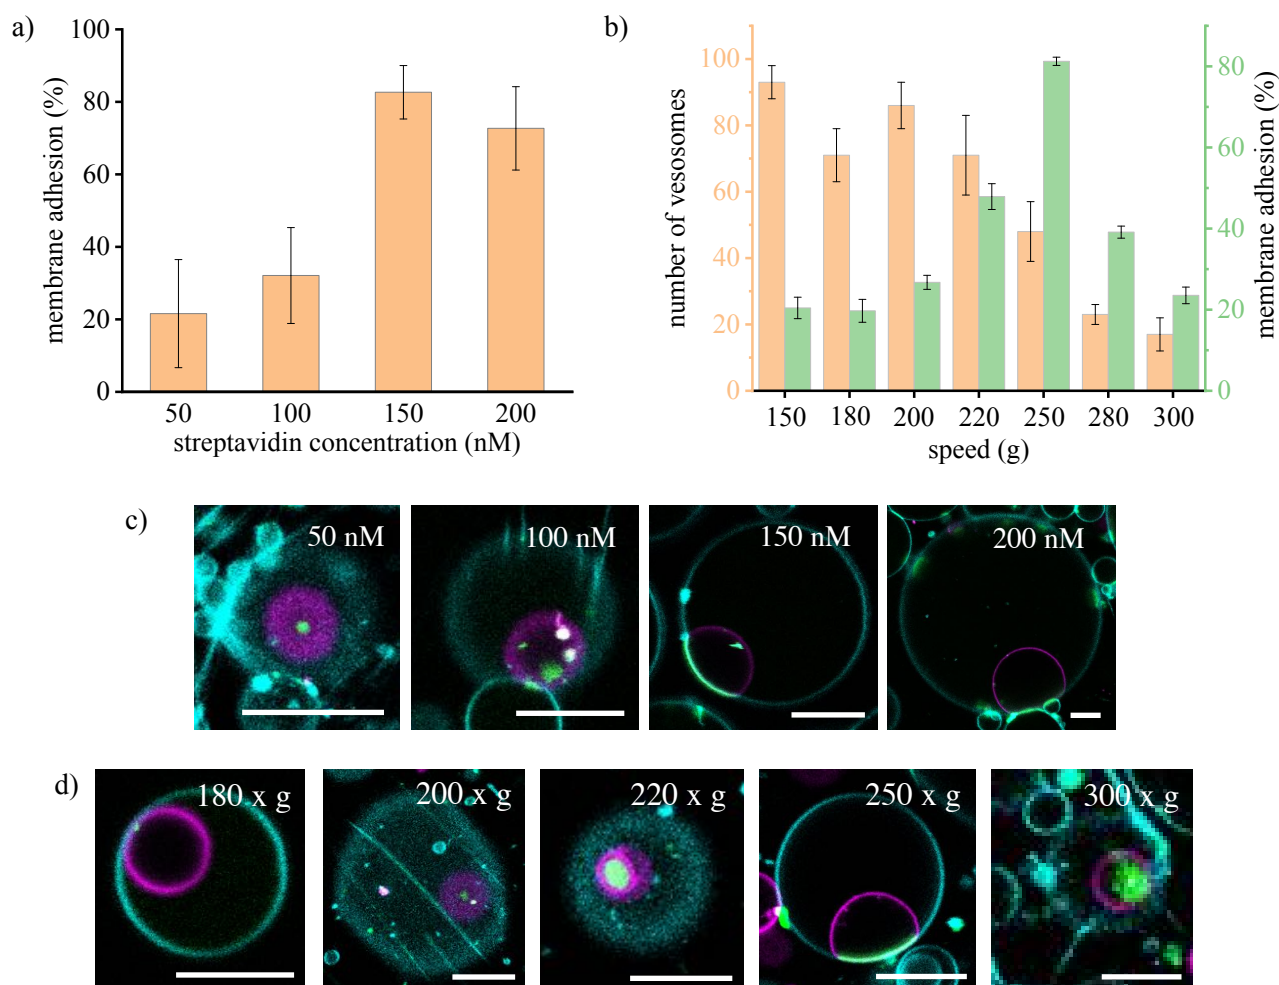 a)
membrane adhesion (%)
100
80
60
40
20
0
50 100 150 200
streptavidin concentration (nM)
b)
number of vesosomes
100
80
60
40
20
0
membrane adhesion (%)
80
60
40
20
0
150 180 200 220 250 280 300
speed (g)
c)
50 nM
100 nM
150 nM
200 nM
d)
180 x g
200 x g
220 x g
250 x g
300 x g